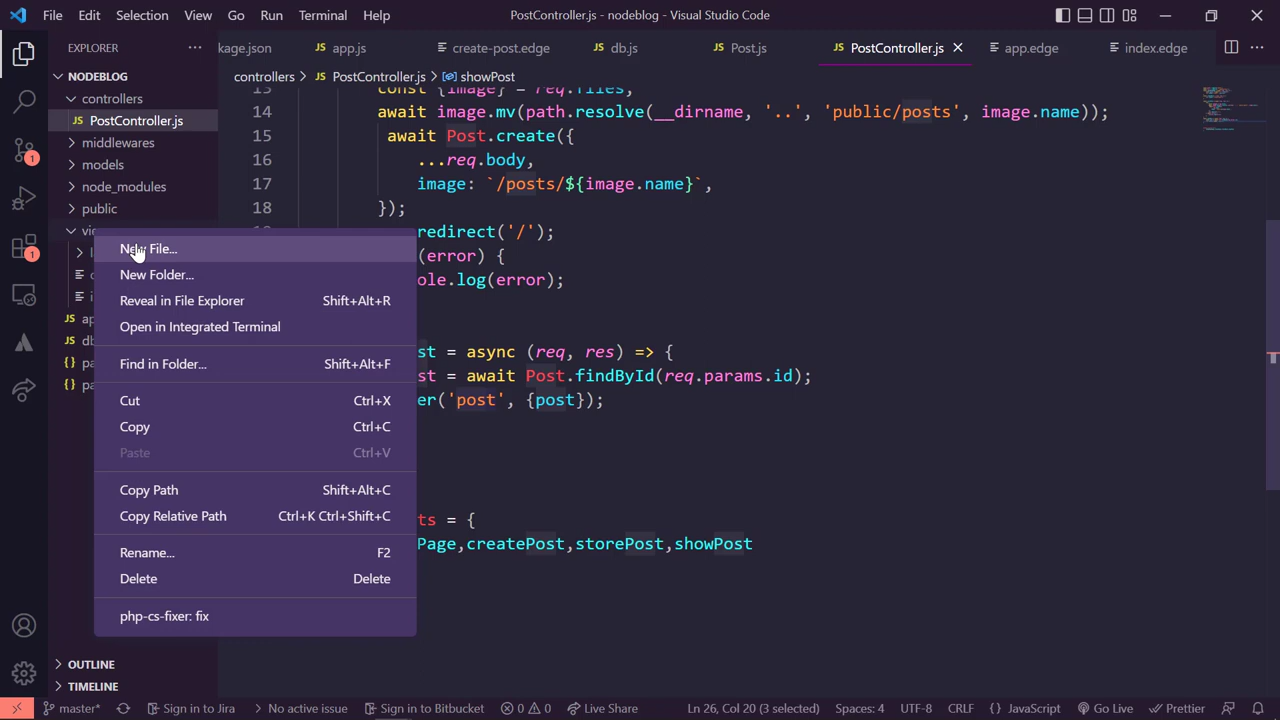 File Edit Selection View Go Run Terminal Help PostController.js - nodeblog - Visual Studio Code
EXPLORER
kage.json app.js create-post.edge db.js Post.js PostController.js app.edge index.edge
NODEBLOG
controllers > PostController.js > showPost
controllers
PostController.js
middlewares
models
node_modules
public
New File...
New Folder...
Reveal in File Explorer Shift+Alt+R
Open in Integrated Terminal
Find in Folder... Shift+Alt+F
Cut Ctrl+X
Copy Ctrl+C
Paste Ctrl+V
Copy Path Shift+Alt+C
Copy Relative Path Ctrl+K Ctrl+Shift+C
Rename... F2
Delete Delete
php-cs-fixer: fix
const {image} = req.files,
14 await image.mv(path.resolve(__dirname, '..', 'public/posts', image.name));
15 await Post.create({
16 ...req.body,
17 image: `/posts/${image.name}`,
18 });
redirect('/');
(error) {
ole.log(error);
st = async (req, res) => {
st = await Post.findById(req.params.id);
er('post', {post});
ts = {
Page,createPost,storePost,showPost
OUTLINE
TIMELINE
master* Sign in to Jira No active issue Sign in to Bitbucket 0 0 Live Share Ln 26, Col 20 (3 selected) Spaces: 4 UTF-8 CRLF {} JavaScript Go Live Prettier